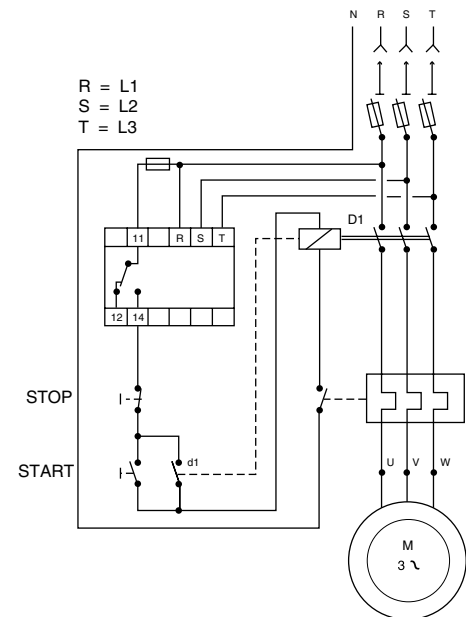 N R S T
R = L1
S = L2
T = L3
D1
11 R S T
12 14
STOP
START
d1
U V W
M
3 ~